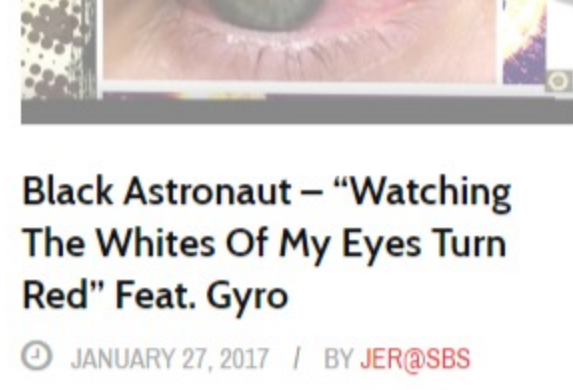 Black Astronaut – “Watching
The Whites Of My Eyes Turn
Red” Feat. Gyro
JANUARY 27, 2017 / BY JER@SBS